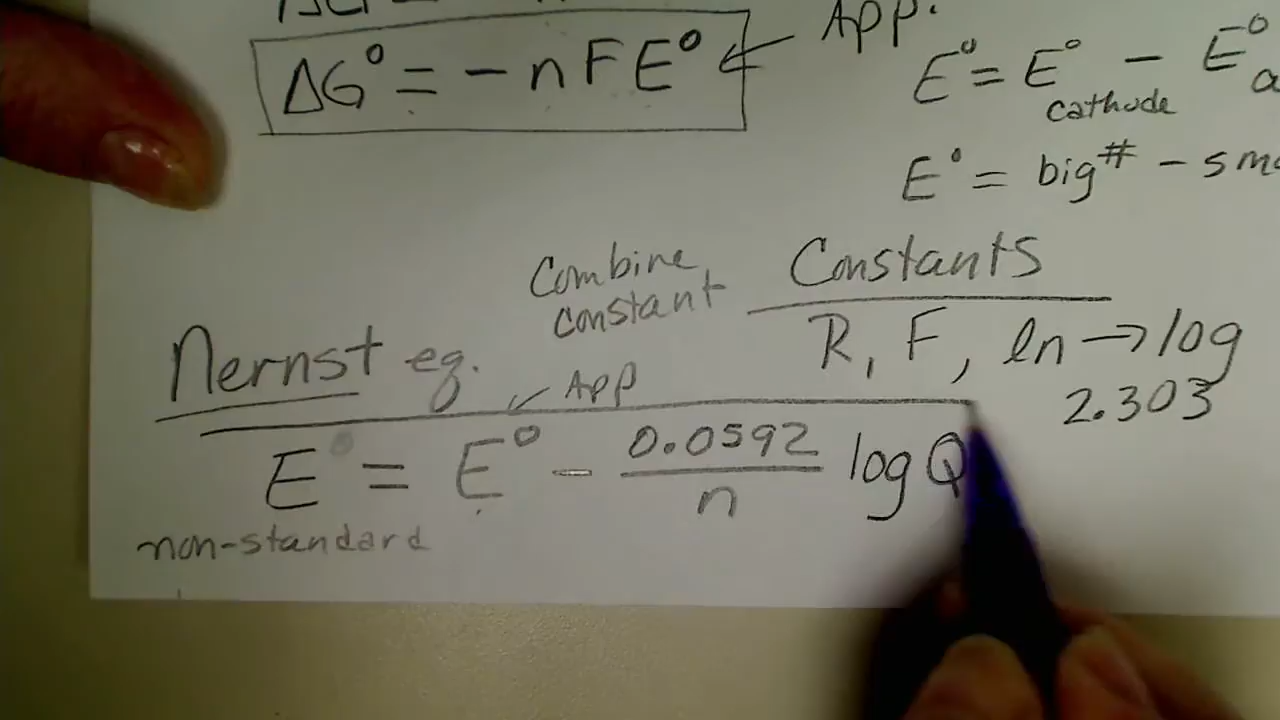 ΔG° = - nFE°
APP.
E° = E° - E°
cathode
E° = big# -
Combine
constant
Constants
R, F, ln → log
2.303
Nernst eq.
APP
E = E° - 0.0592/n log Q
non-standard